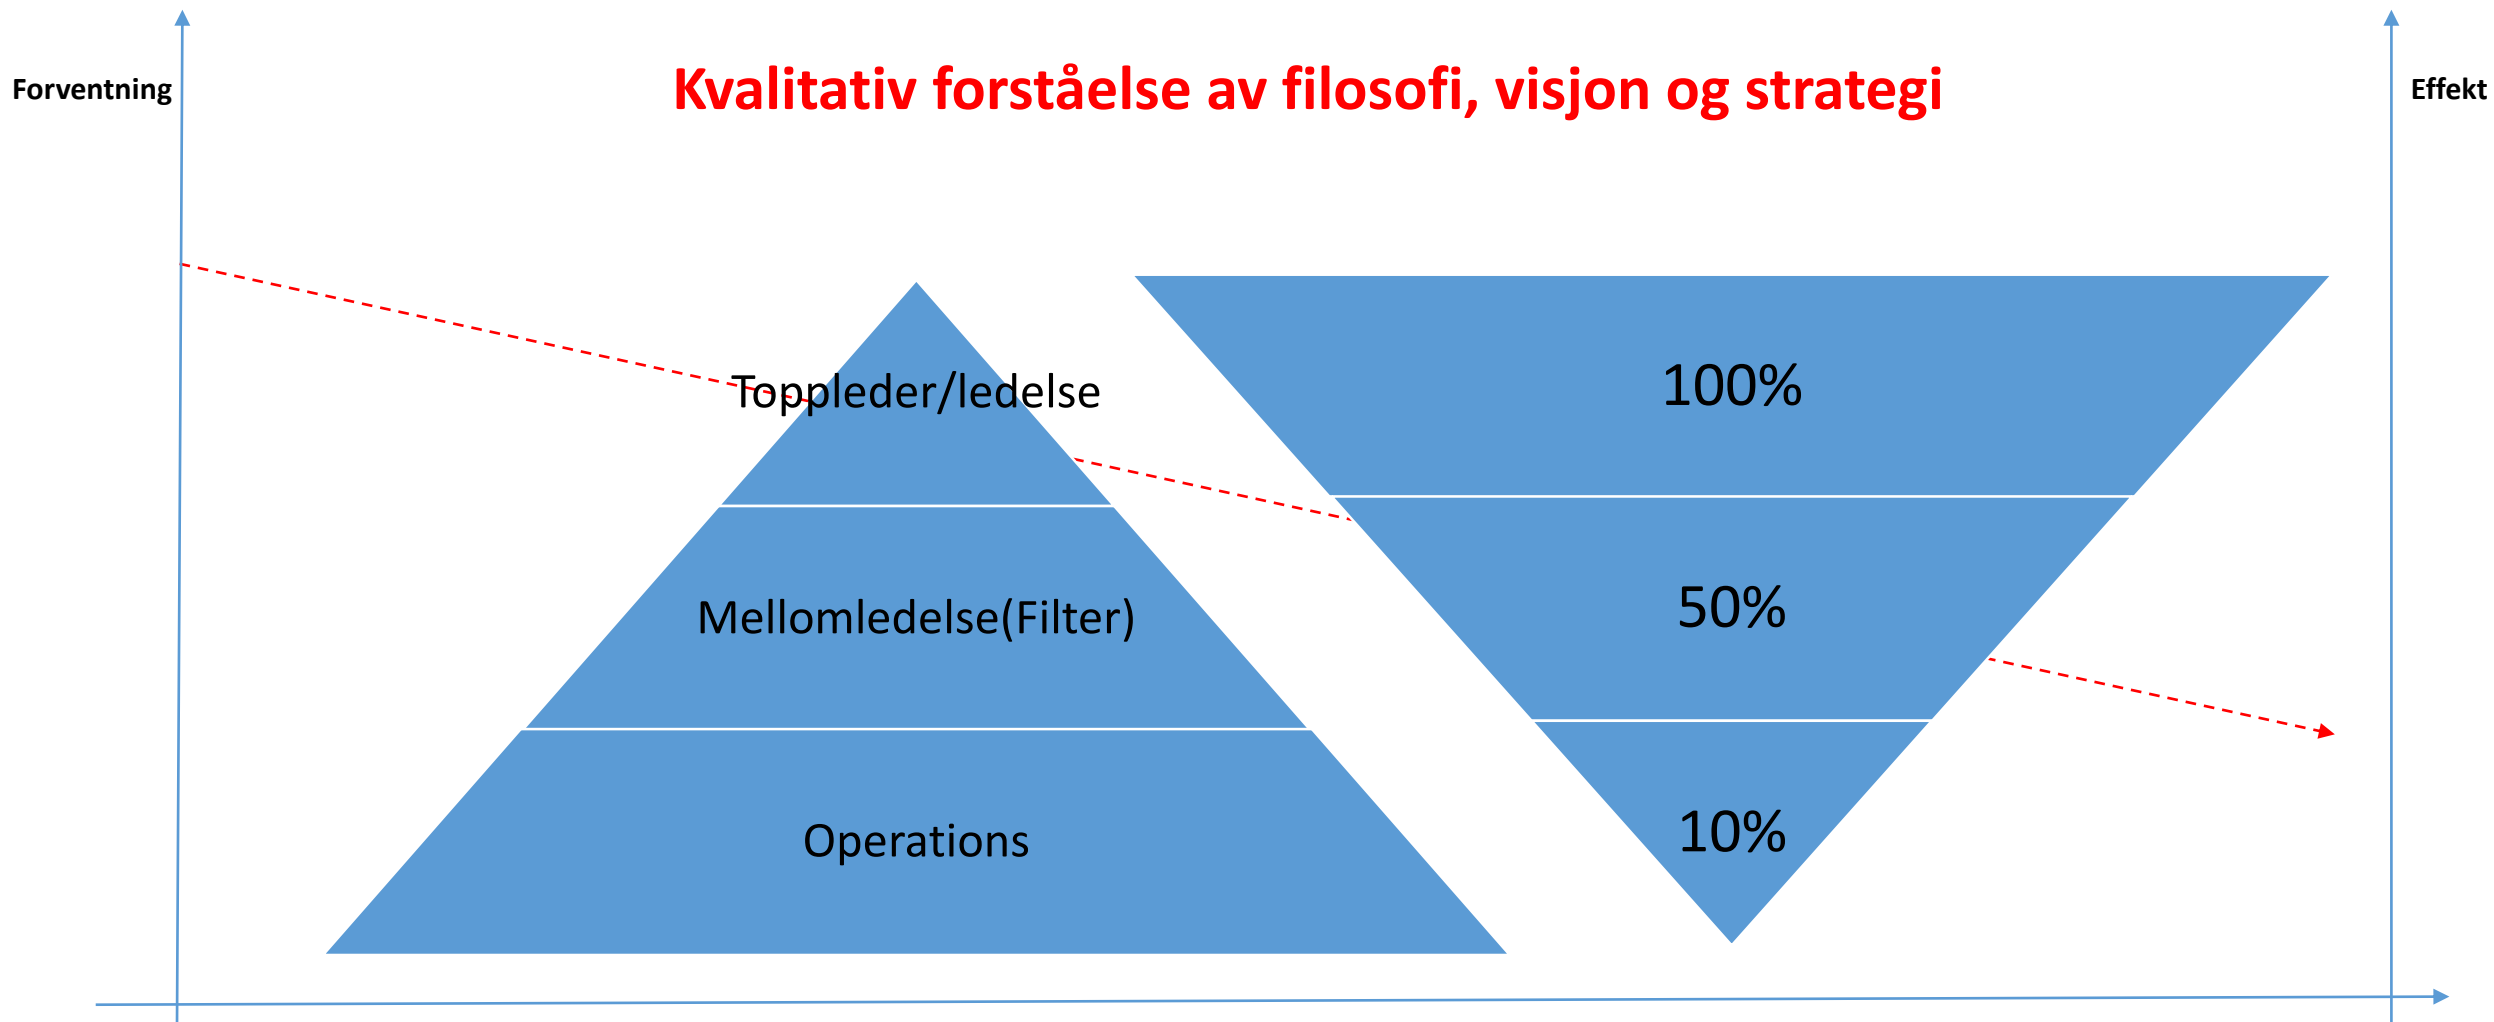 Kvalitativ forståelse av filosofi, visjon og strategi
Forventning
Effekt
Toppleder/ledelse
100%
Mellomledelse(Filter)
50%
Operations
10%